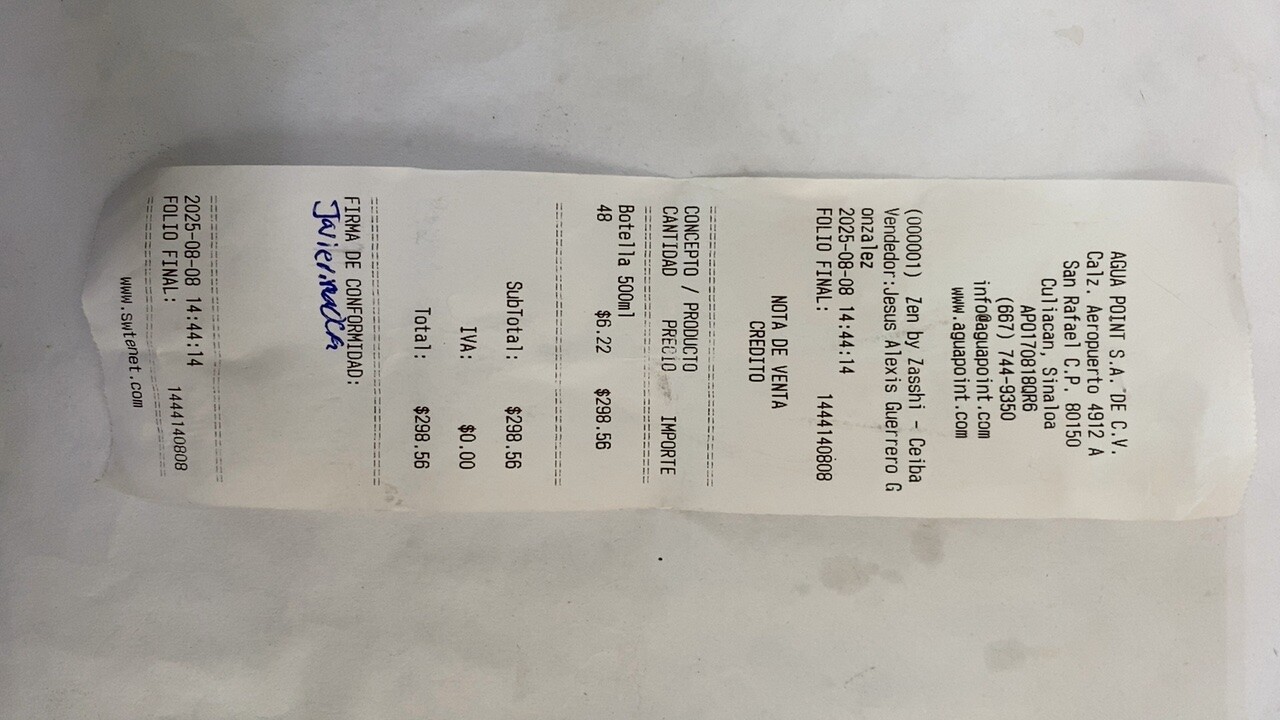 AGUA POINT S.A. DE C.V.
Calz. Aeropuerto 4912 A
San Rafael C.P. 80150
Culiacan, Sinaloa
APO170818QR6
(667) 744-9350
info@aguapoint.com
www.aguapoint.com
(000001) Zen by Zasshi - Ceiba
Vendedor:Jesus Alexis Guerrero G
onzalez
2025-08-08 14:44:14
FOLIO FINAL: 1444140808
NOTA DE VENTA
CREDITO
CONCEPTO / PRODUCTO
CANTIDAD PRECIO IMPORTE
Botella 500ml
48 $6.22 $298.56
SubTotal: $298.56
IVA: $0.00
Total: $298.56
FIRMA DE CONFORMIDAD:
Javier
2025-08-08 14:44:14
FOLIO FINAL: 1444140808
www.swtenet.com